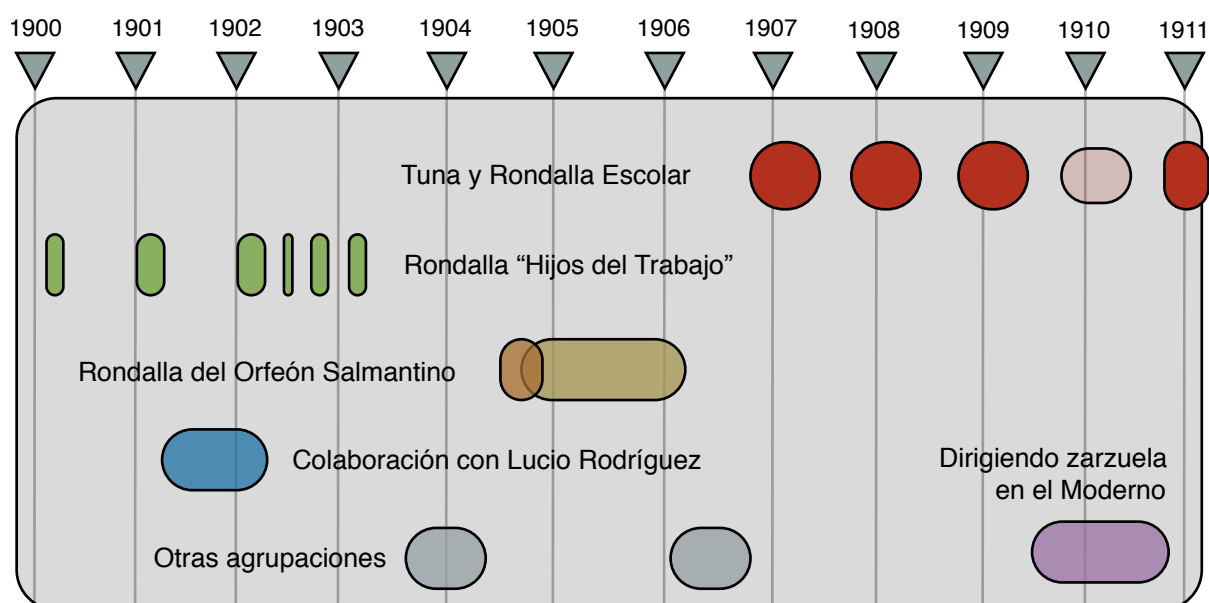 1900 1901 1902 1903 1904 1905 1906 1907 1908 1909 1910 1911
Tuna y Rondalla Escolar
Rondalla “Hijos del Trabajo”
Rondalla del Orfeón Salmantino
Colaboración con Lucio Rodríguez
Dirigiendo zarzuela
en el Moderno
Otras agrupaciones